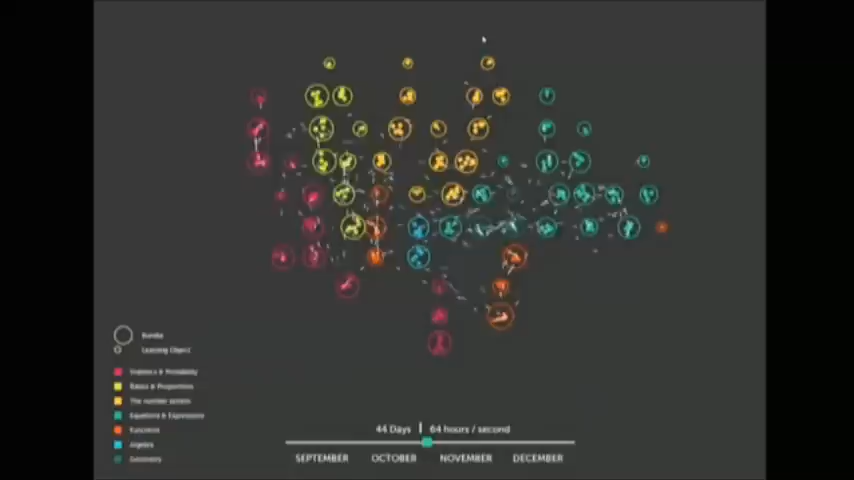 Bundle
Learning Object
Statistics & Probability
Ratios & Proportions
The number system
Equations & Expressions
Functions
Algebra
Geometry
44 Days | 64 hours / second
SEPTEMBER OCTOBER NOVEMBER DECEMBER